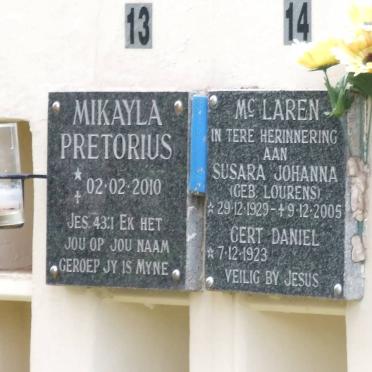 13
14
MIKAYLA
PRETORIUS
* 02·02·2010
†
JES. 43:1 EK HET
JOU OP JOU NAAM
GEROEP JY IS MYNE
Mc LAREN
IN TERE HERINNERING
AAN
SUSARA JOHANNA
(GEB. LOURENS)
* 29·12·1929 - † 9·12·2005
GERT DANIEL
* 7·12·1923
VEILIG BY JESUS